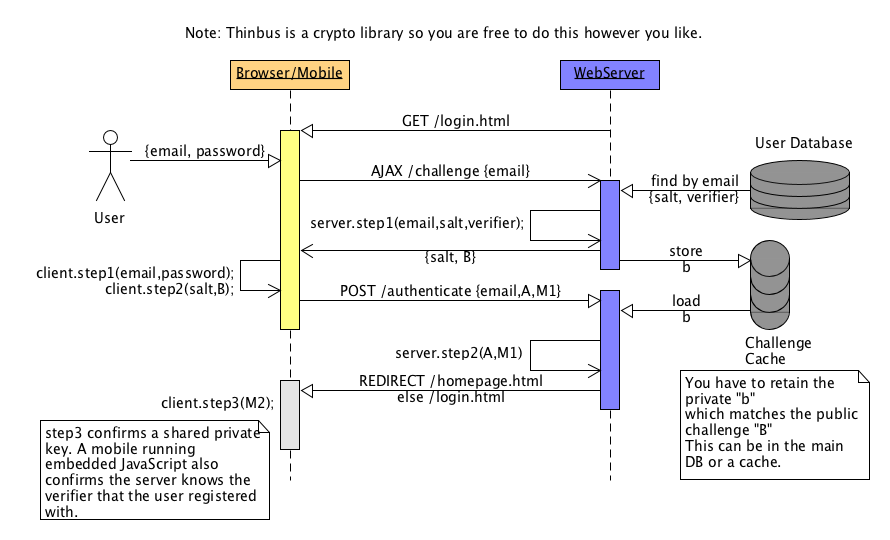 Note: Thinbus is a crypto library so you are free to do this however you like.
Browser/Mobile
WebServer
GET /login.html
User Database
{email, password}
AJAX /challenge {email}
find by email
{salt, verifier}
User
server.step1(email,salt,verifier);
{salt, B}
store
b
client.step1(email,password);
client.step2(salt,B);
POST /authenticate {email,A,M1}
load
b
Challenge
Cache
server.step2(A,M1)
REDIRECT /homepage.html
else /login.html
client.step3(M2);
You have to retain the
private "b"
which matches the public
challenge "B"
This can be in the main
DB or a cache.
step3 confirms a shared private
key. A mobile running
embedded JavaScript also
confirms the server knows the
verifier that the user registered
with.